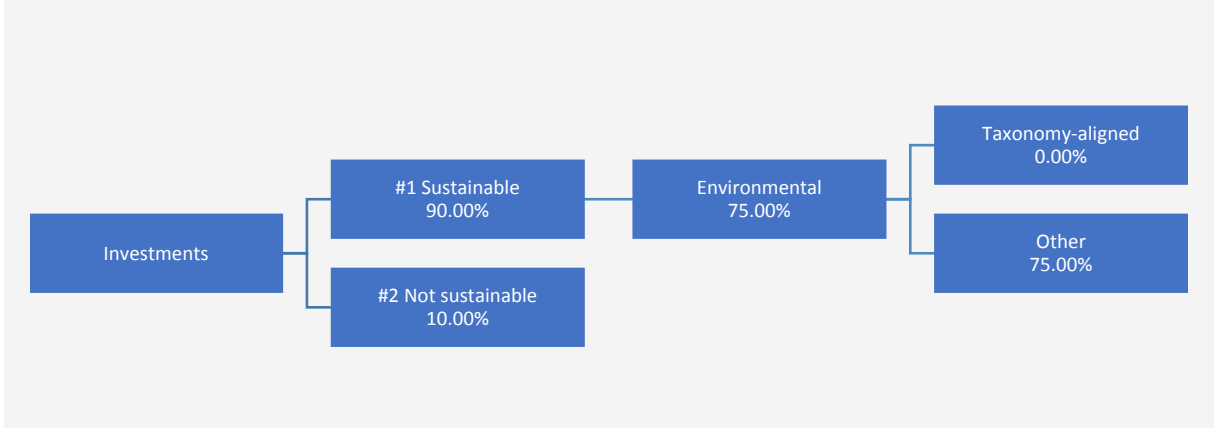 Investments
#1 Sustainable
90.00%
#2 Not sustainable
10.00%
Environmental
75.00%
Taxonomy-aligned
0.00%
Other
75.00%